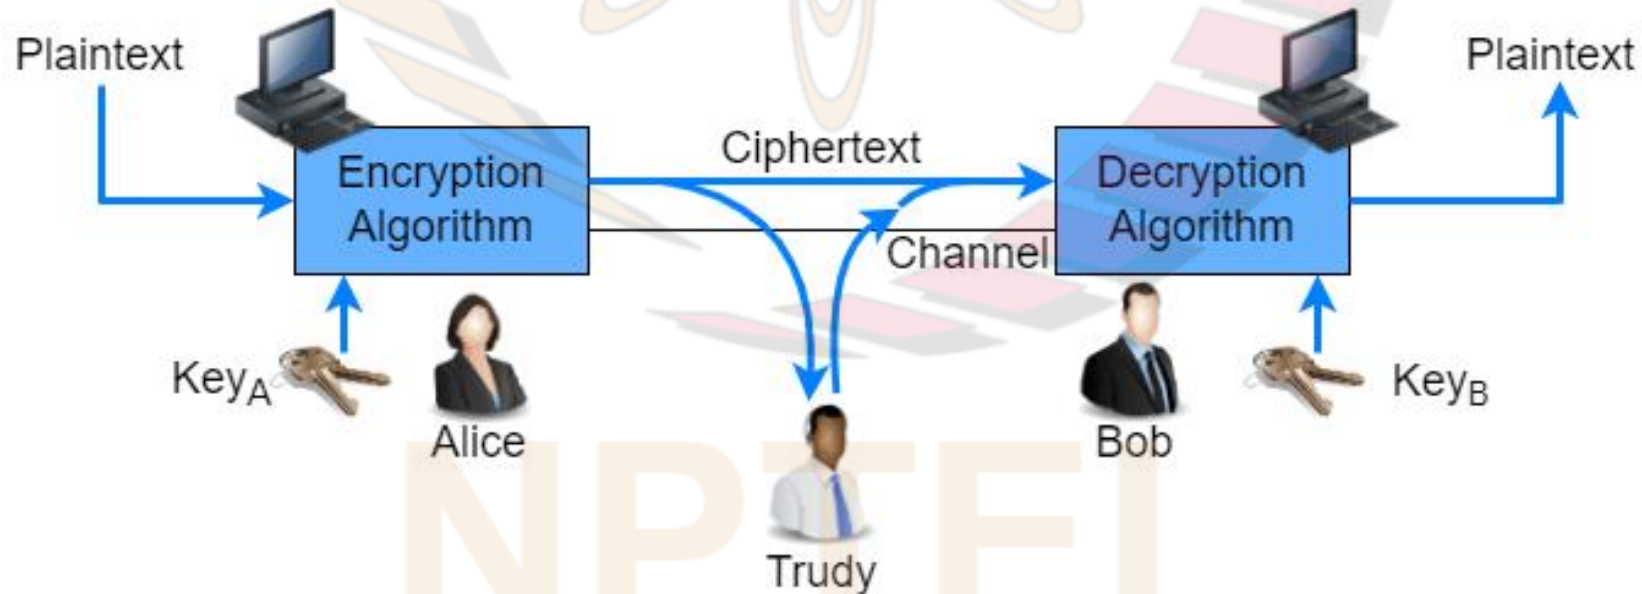 Plaintext
Plaintext
Ciphertext
Encryption
Algorithm
Decryption
Algorithm
Channel
KeyA
KeyB
Alice
Bob
Trudy
NPTEL